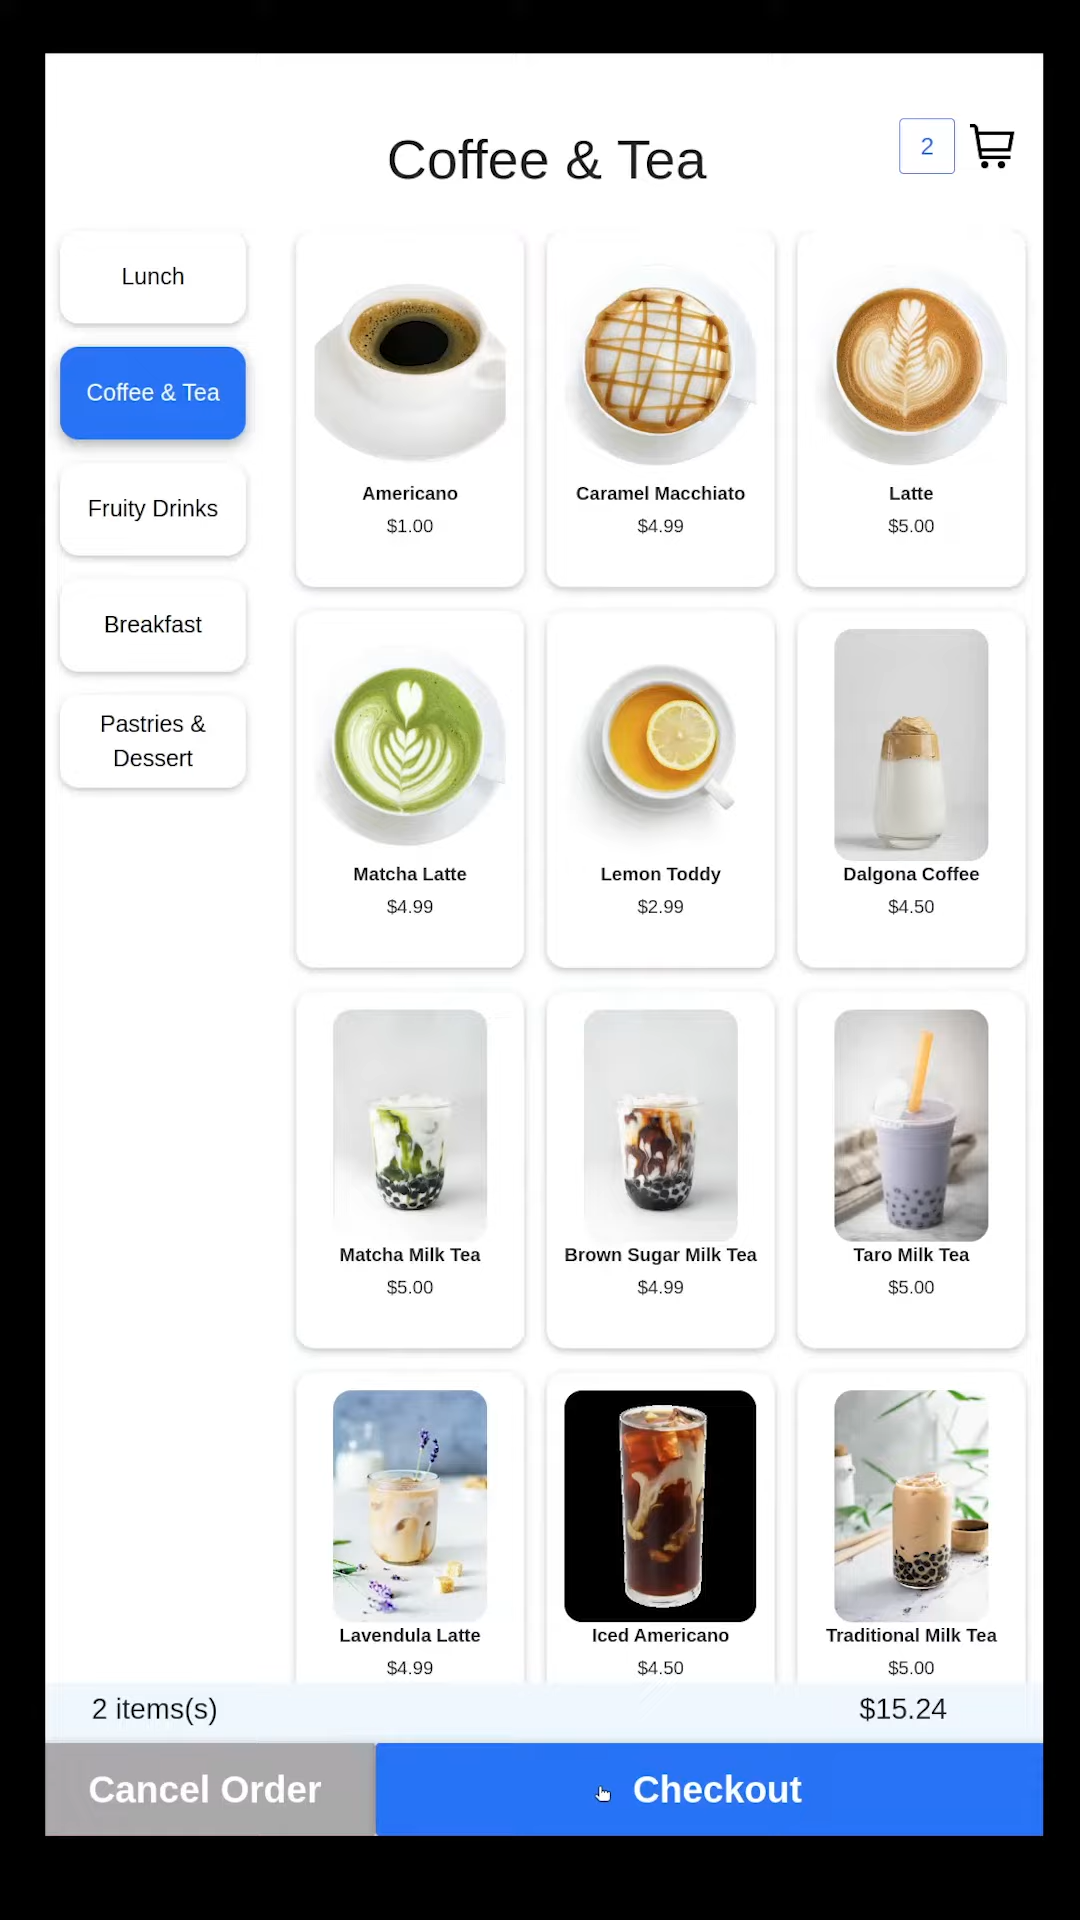 Coffee & Tea
2
Lunch
Coffee & Tea
Fruity Drinks
Breakfast
Pastries &
Dessert
Americano
$1.00
Caramel Macchiato
$4.99
Latte
$5.00
Matcha Latte
$4.99
Lemon Toddy
$2.99
Dalgona Coffee
$4.50
Matcha Milk Tea
$5.00
Brown Sugar Milk Tea
$4.99
Taro Milk Tea
$5.00
Lavendula Latte
$4.99
Iced Americano
$4.50
Traditional Milk Tea
$5.00
2 items(s)
$15.24
Cancel Order
Checkout